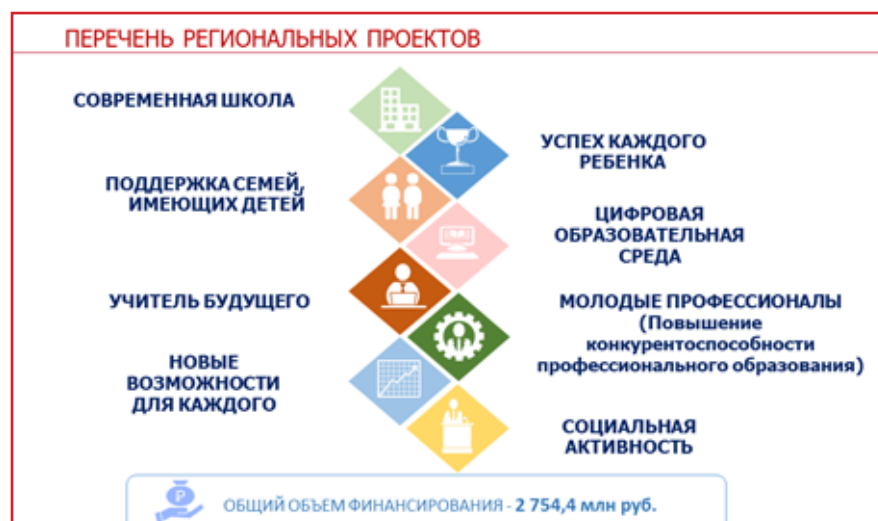 ПЕРЕЧЕНЬ РЕГИОНАЛЬНЫХ ПРОЕКТОВ
СОВРЕМЕННАЯ ШКОЛА
УСПЕХ КАЖДОГО
РЕБЕНКА
ПОДДЕРЖКА СЕМЕЙ,
ИМЕЮЩИХ ДЕТЕЙ
ЦИФРОВАЯ
ОБРАЗОВАТЕЛЬНАЯ
СРЕДА
УЧИТЕЛЬ БУДУЩЕГО
МОЛОДЫЕ ПРОФЕССИОНАЛЫ
(Повышение
конкурентоспособности
профессионального образования)
НОВЫЕ
ВОЗМОЖНОСТИ
ДЛЯ КАЖДОГО
СОЦИАЛЬНАЯ
АКТИВНОСТЬ
₽
ОБЩИЙ ОБЪЕМ ФИНАНСИРОВАНИЯ - 2 754,4 млн руб.